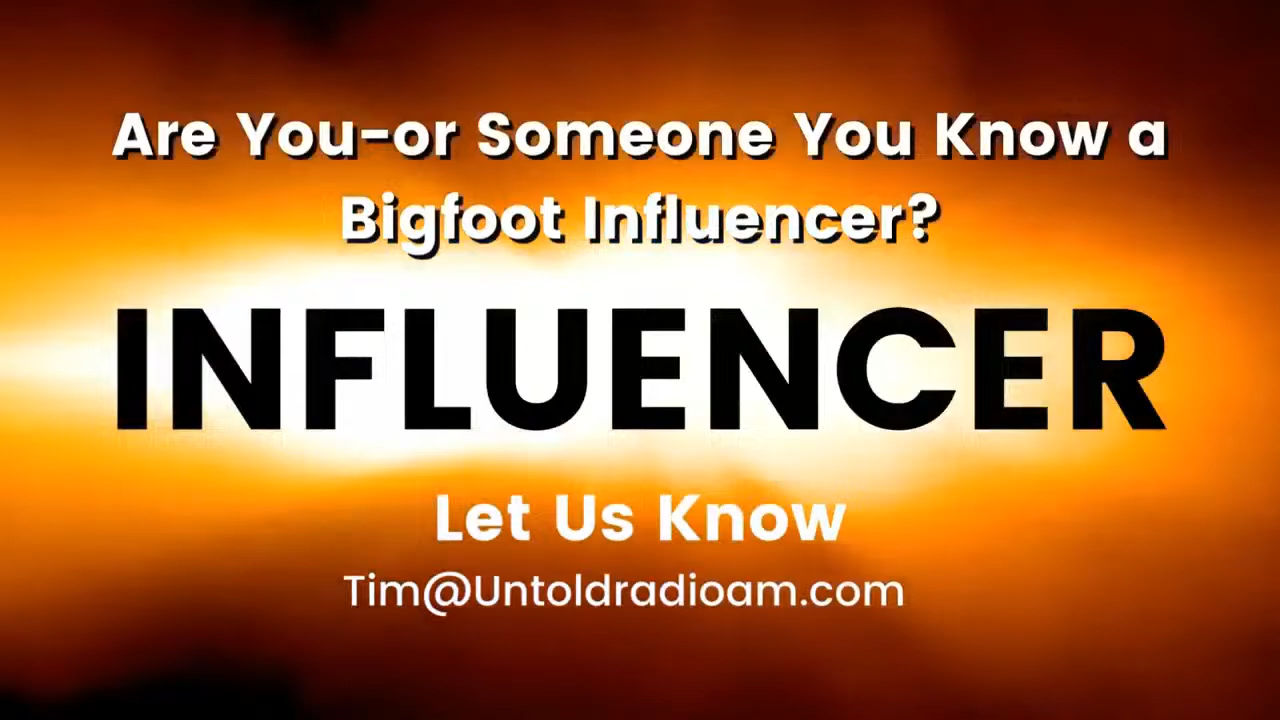 Are You-or Someone You Know a
Bigfoot Influencer?
INFLUENCER
Let Us Know
Tim@Untoldradioam.com